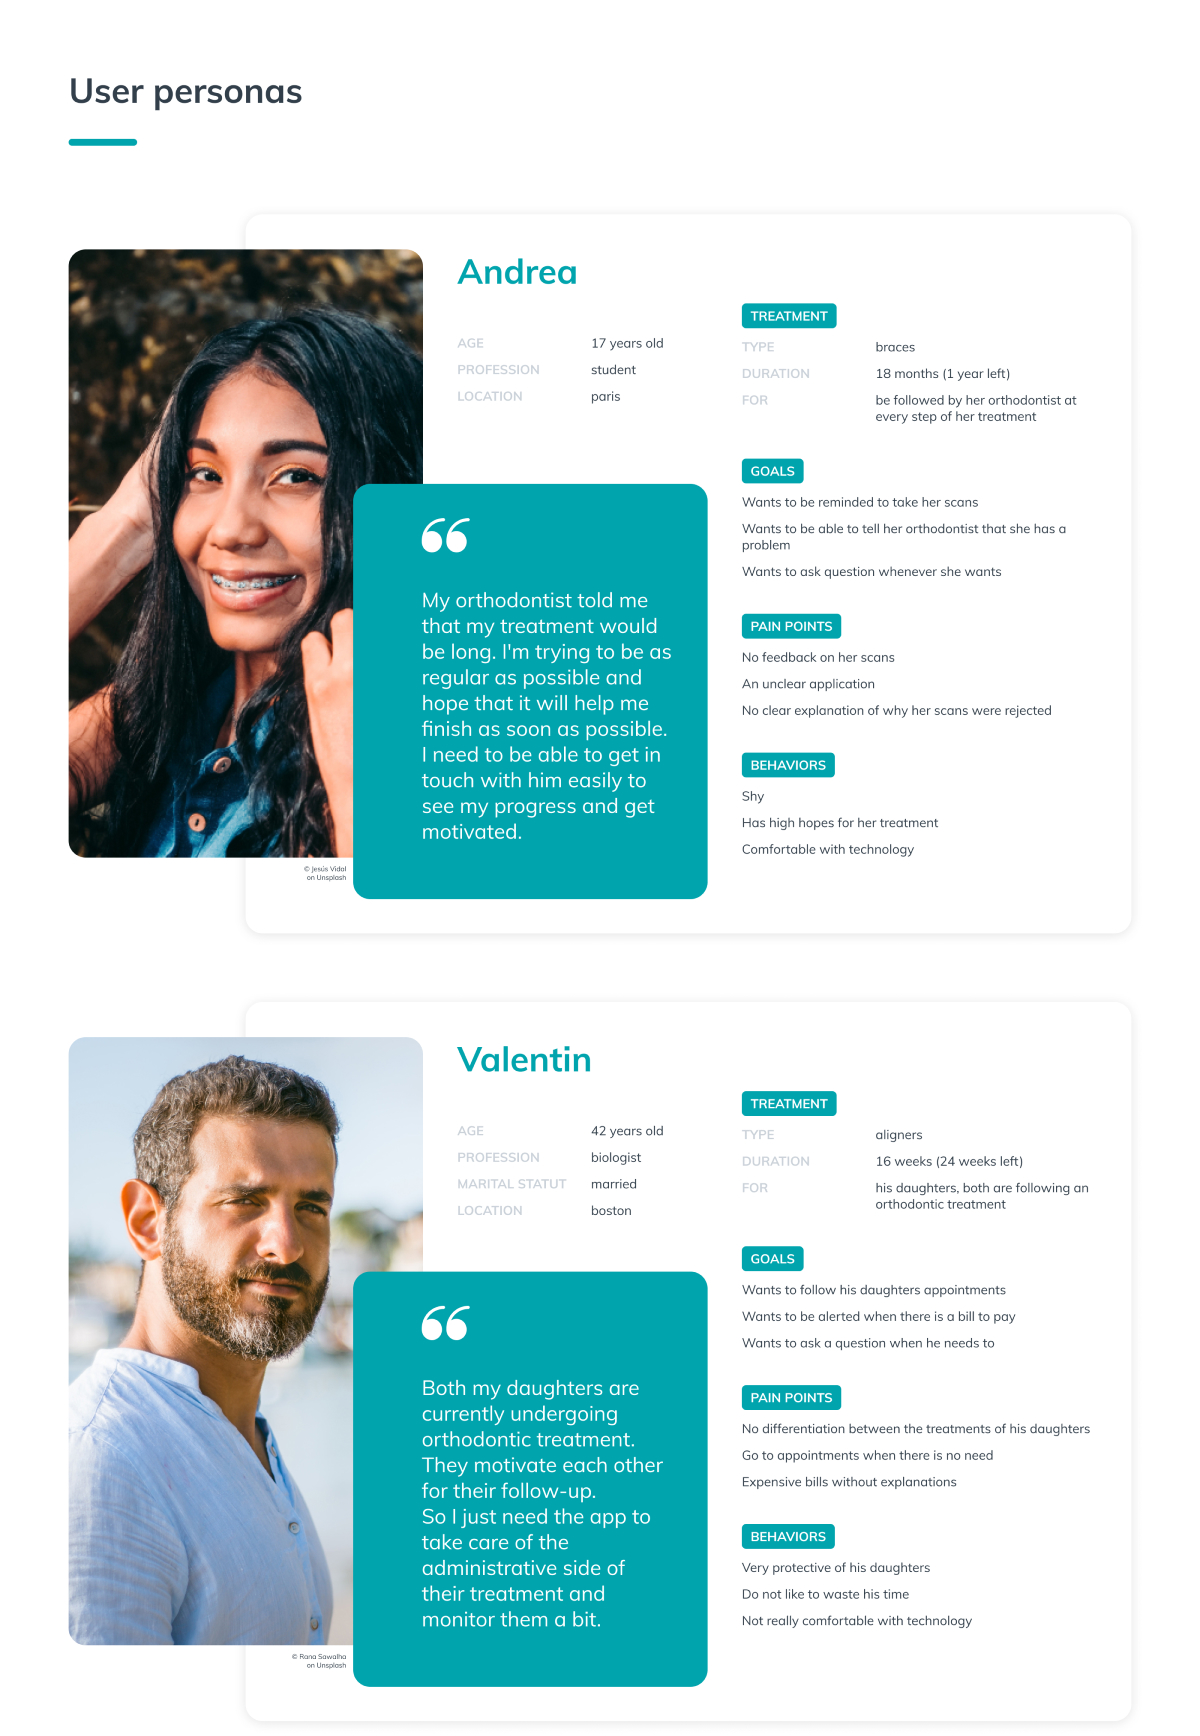 User personas
Andrea
AGE 17 years old
PROFESSION student
LOCATION paris
TREATMENT
TYPE braces
DURATION 18 months (1 year left)
FOR be followed by her orthodontist at
every step of her treatment
GOALS
Wants to be reminded to take her scans
Wants to be able to tell her orthodontist that she has a
problem
Wants to ask question whenever she wants
PAIN POINTS
No feedback on her scans
An unclear application
No clear explanation of why her scans were rejected
BEHAVIORS
Shy
Has high hopes for her treatment
Comfortable with technology
“
My orthodontist told me
that my treatment would
be long. I'm trying to be as
regular as possible and
hope that it will help me
finish as soon as possible.
I need to be able to get in
touch with him easily to
see my progress and get
motivated.
© Jesús Vidal
on Unsplash
Valentin
AGE 42 years old
PROFESSION biologist
MARITAL STATUT married
LOCATION boston
TREATMENT
TYPE aligners
DURATION 16 weeks (24 weeks left)
FOR his daughters, both are following an
orthodontic treatment
GOALS
Wants to follow his daughters appointments
Wants to be alerted when there is a bill to pay
Wants to ask a question when he needs to
PAIN POINTS
No differentiation between the treatments of his daughters
Go to appointments when there is no need
Expensive bills without explanations
BEHAVIORS
Very protective of his daughters
Do not like to waste his time
Not really comfortable with technology
“
Both my daughters are
currently undergoing
orthodontic treatment.
They motivate each other
for their follow-up.
So I just need the app to
take care of the
administrative side of
their treatment and
monitor them a bit.
© Rana Sawalha
on Unsplash